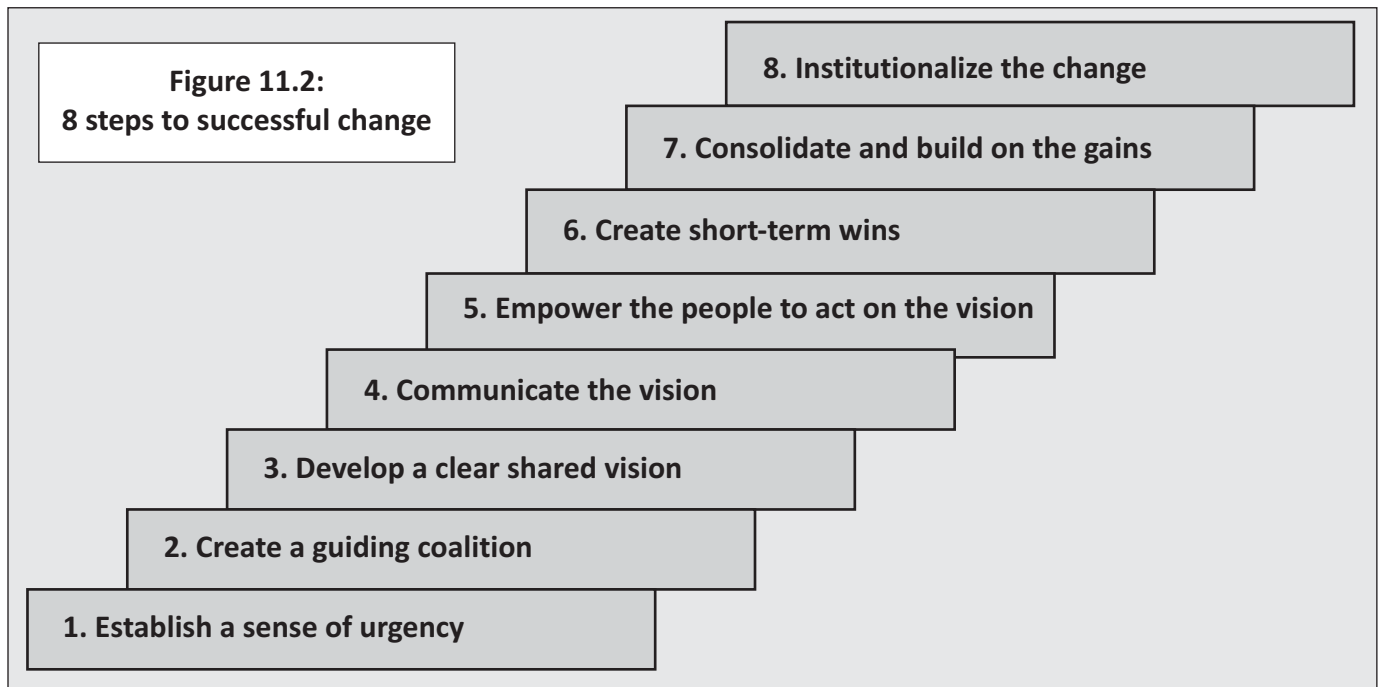 Figure 11.2:
8 steps to successful change
8. Institutionalize the change
7. Consolidate and build on the gains
6. Create short-term wins
5. Empower the people to act on the vision
4. Communicate the vision
3. Develop a clear shared vision
2. Create a guiding coalition
1. Establish a sense of urgency